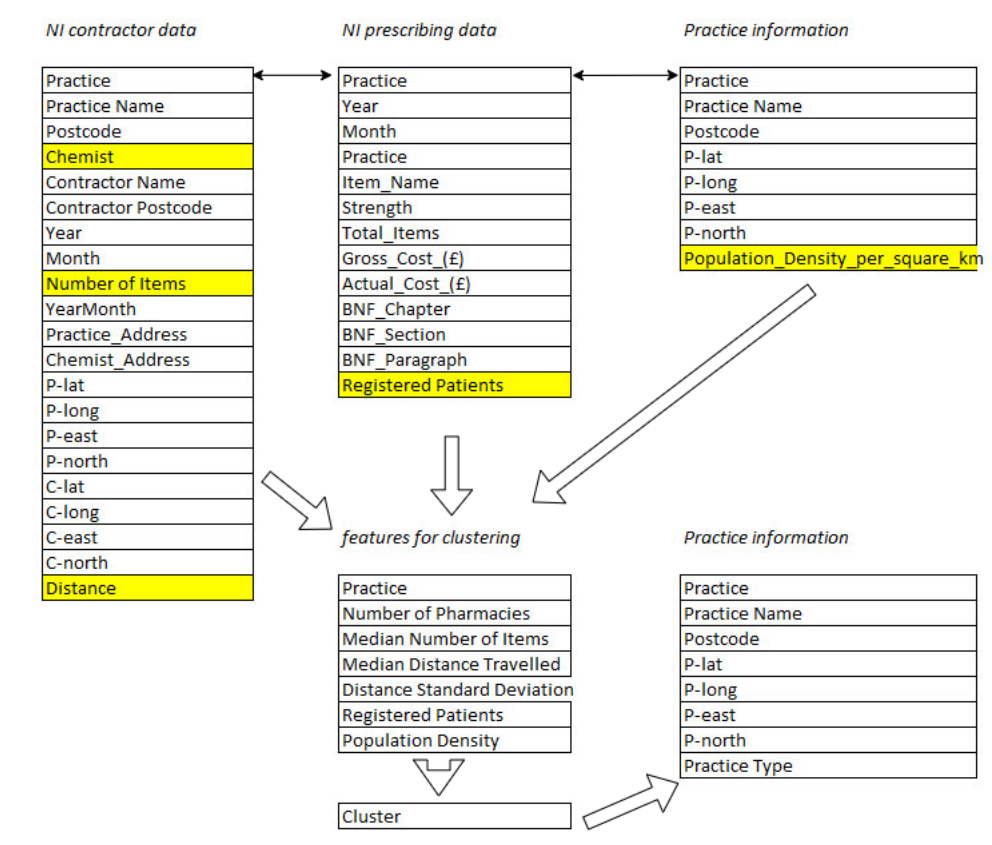 NI contractor data
Practice
Practice Name
Postcode
Chemist
Contractor Name
Contractor Postcode
Year
Month
Number of Items
YearMonth
Practice_Address
Chemist_Address
P-lat
P-long
P-east
P-north
C-lat
C-long
C-east
C-north
Distance
NI prescribing data
Practice
Year
Month
Practice
Item_Name
Strength
Total_Items
Gross_Cost_(£)
Actual_Cost_(£)
BNF_Chapter
BNF_Section
BNF_Paragraph
Registered Patients
Practice information
Practice
Practice Name
Postcode
P-lat
P-long
P-east
P-north
Population_Density_per_square_km
features for clustering
Practice
Number of Pharmacies
Median Number of Items
Median Distance Travelled
Distance Standard Deviation
Registered Patients
Population Density
Cluster
Practice information
Practice
Practice Name
Postcode
P-lat
P-long
P-east
P-north
Practice Type